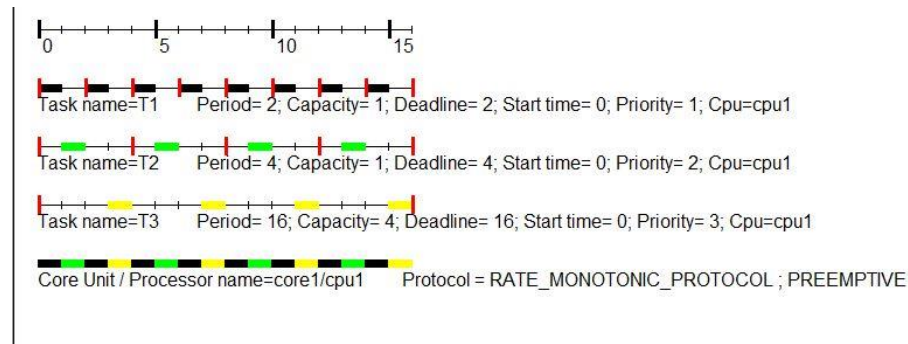 0 5 10 15
Task name=T1 Period= 2; Capacity= 1; Deadline= 2; Start time= 0; Priority= 1; Cpu=cpu1
Task name=T2 Period= 4; Capacity= 1; Deadline= 4; Start time= 0; Priority= 2; Cpu=cpu1
Task name=T3 Period= 16; Capacity= 4; Deadline= 16; Start time= 0; Priority= 3; Cpu=cpu1
Core Unit / Processor name=core1/cpu1 Protocol = RATE_MONOTONIC_PROTOCOL ; PREEMPTIVE